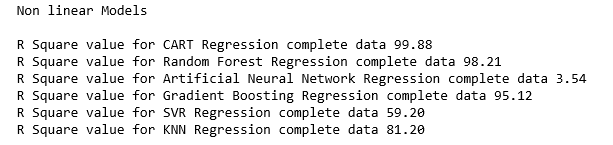 Non linear Models
R Square value for CART Regression complete data 99.88
R Square value for Random Forest Regression complete data 98.21
R Square value for Artificial Neural Network Regression complete data 3.54
R Square value for Gradient Boosting Regression complete data 95.12
R Square value for SVR Regression complete data 59.20
R Square value for KNN Regression complete data 81.20